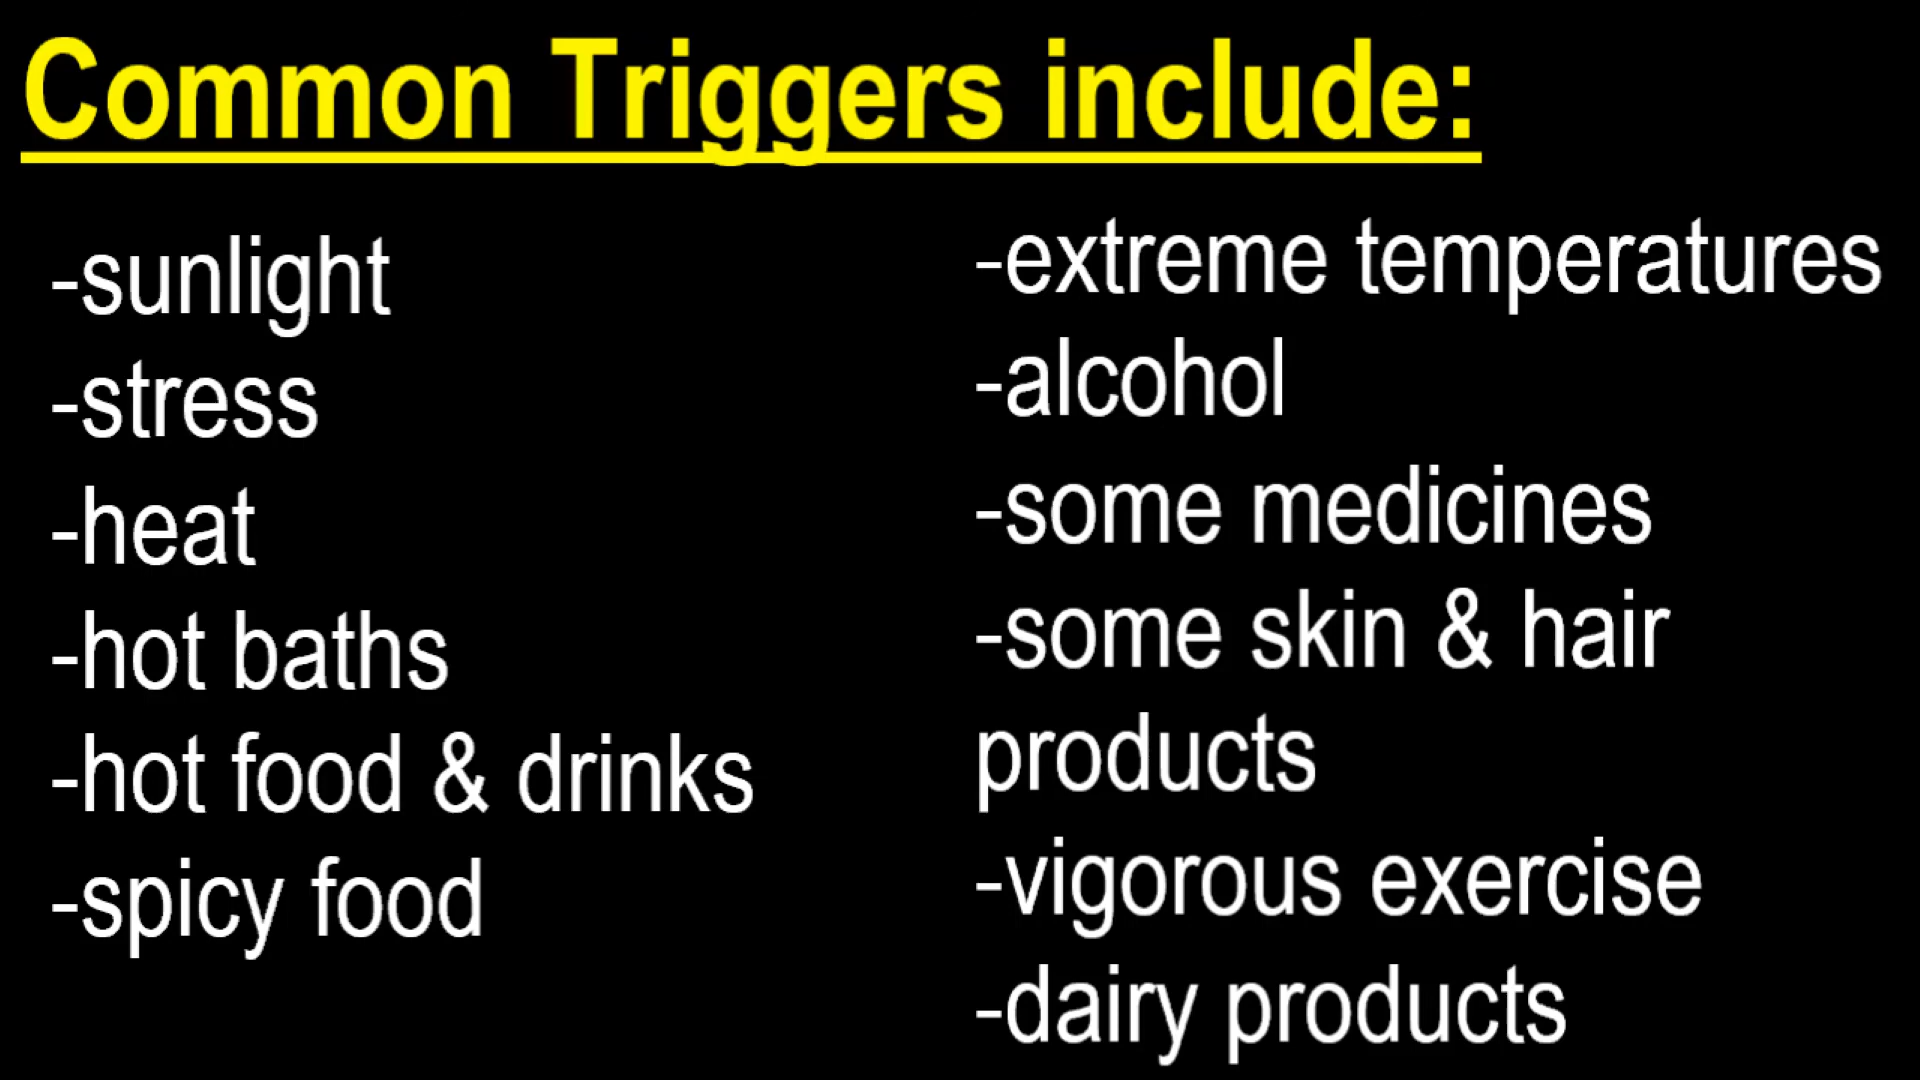 Common Triggers include:
-sunlight
-stress
-heat
-hot baths
-hot food & drinks
-spicy food
-extreme temperatures
-alcohol
-some medicines
-some skin & hair
products
-vigorous exercise
-dairy products